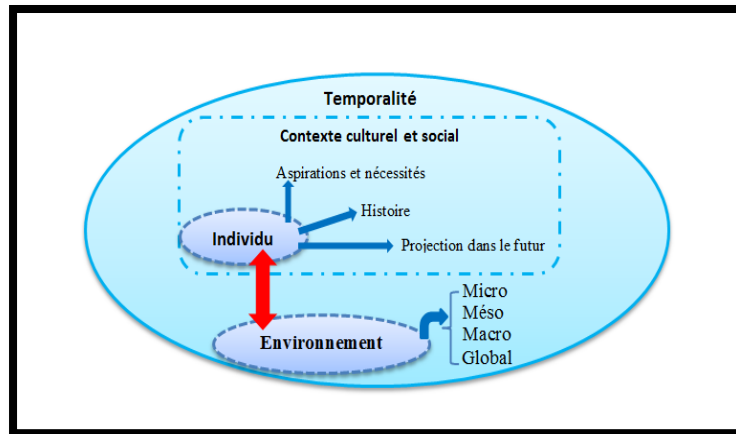 Temporalité
Contexte culturel et social
Aspirations et nécessités
Histoire
Individu
Projection dans le futur
Micro
Méso
Macro
Global
Environnement